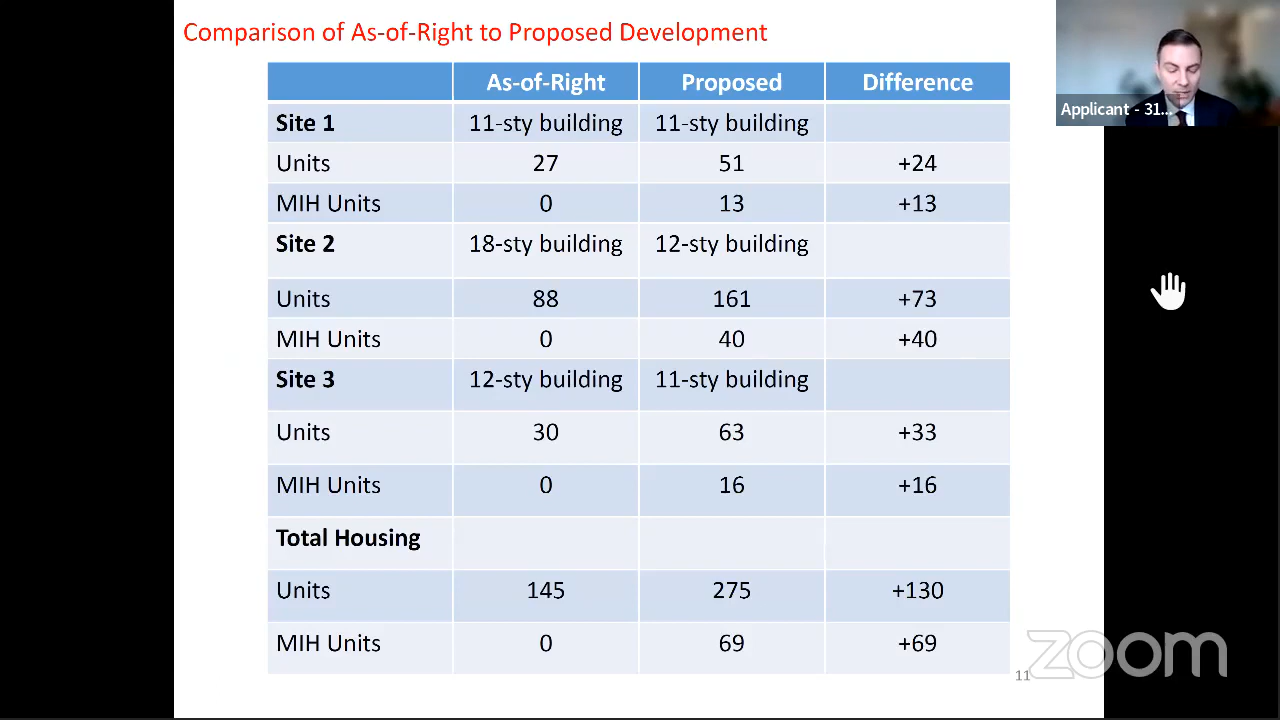 Comparison of As-of-Right to Proposed Development
As-of-Right Proposed Difference
Site 1 11-sty building 11-sty building
Units 27 51 +24
MIH Units 0 13 +13
Site 2 18-sty building 12-sty building
Units 88 161 +73
MIH Units 0 40 +40
Site 3 12-sty building 11-sty building
Units 30 63 +33
MIH Units 0 16 +16
Total Housing
Units 145 275 +130
MIH Units 0 69 +69
11
Applicant - 31...
zoom